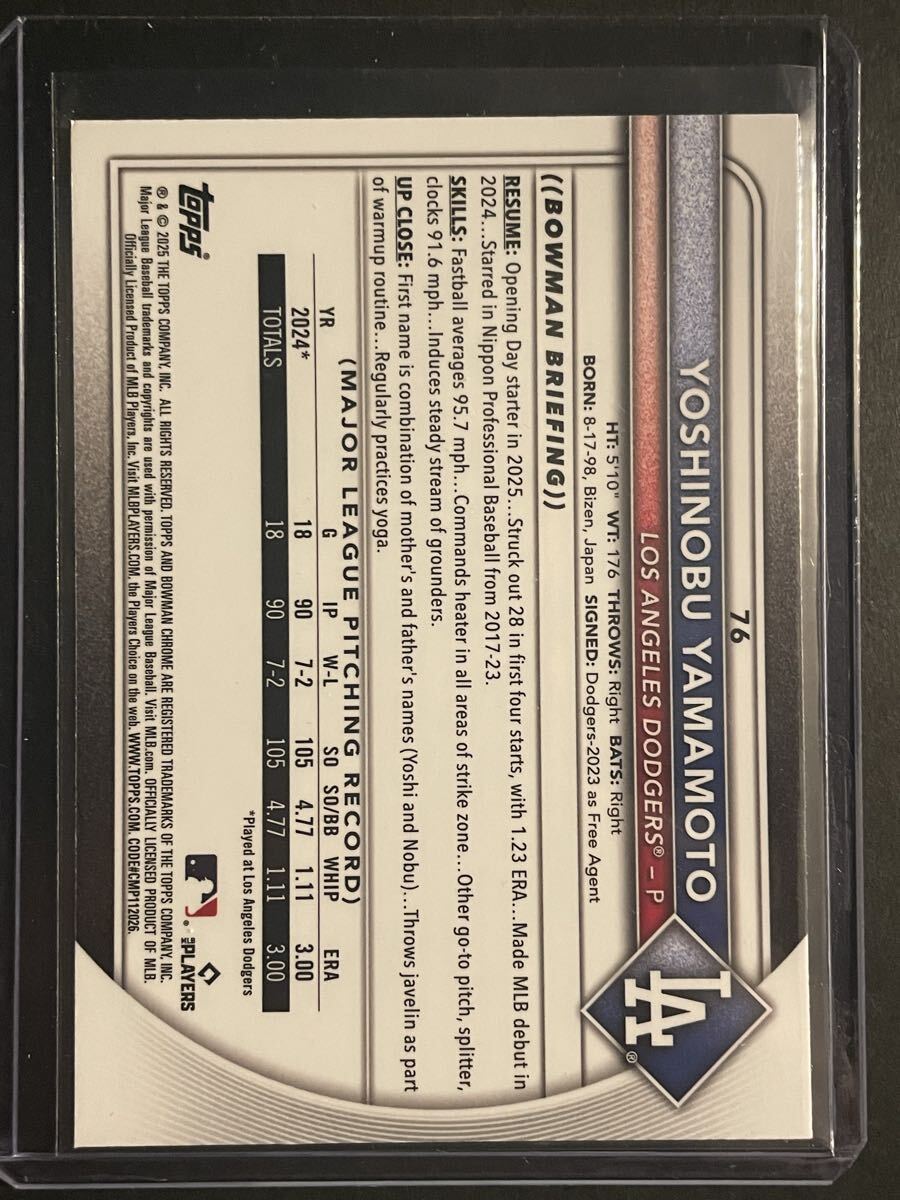 76
YOSHINOBU YAMAMOTO
LOS ANGELES DODGERS® – P
LA®
HT: 5'10" WT: 176 THROWS: Right BATS: Right
BORN: 8-17-98, Bizen, Japan SIGNED: Dodgers-2023 as Free Agent
((BOWMAN BRIEFING))
RESUME: Opening Day starter in 2025...Struck out 28 in first four starts, with 1.23 ERA...Made MLB debut in
2024...Starred in Nippon Professional Baseball from 2017-23.
SKILLS: Fastball averages 95.7 mph...Commands heater in all areas of strike zone...Other go-to pitch, splitter,
clocks 91.6 mph...Induces steady stream of grounders.
UP CLOSE: First name is combination of mother's and father's names (Yoshi and Nobu)...Throws javelin as part
of warmup routine...Regularly practices yoga.
(MAJOR LEAGUE PITCHING RECORD)
YR G IP W-L SO SO/BB WHIP ERA
2024* 18 90 7-2 105 4.77 1.11 3.00
TOTALS 18 90 7-2 105 4.77 1.11 3.00
*Played at Los Angeles Dodgers
topps®
MLB PLAYERS
® & © 2025 THE TOPPS COMPANY, INC. ALL RIGHTS RESERVED. TOPPS AND BOWMAN CHROME ARE REGISTERED TRADEMARKS OF THE TOPPS COMPANY, INC.
Major League Baseball trademarks and copyrights are used with permission of Major League Baseball. Visit MLB.com. OFFICIALLY LICENSED PRODUCT OF MLB.
Officially Licensed Product of MLB Players, Inc. Visit MLBPLAYERS.COM, the Players Choice on the web. WWW.TOPPS.COM. CODE#CMP112026.